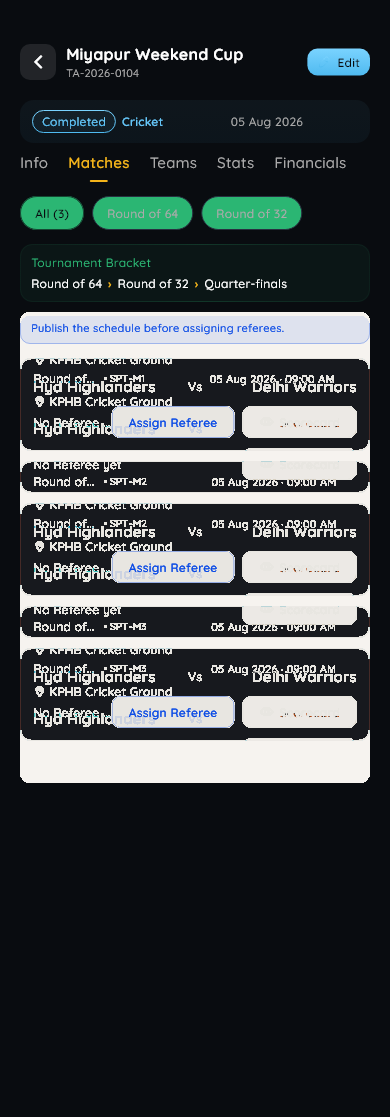 Miyapur Weekend Cup
TA-2026-0104
Edit
Completed Cricket 05 Aug 2026
Info Matches Teams Stats Financials
All (3) Round of 64 Round of 32
Tournament Bracket
Round of 64 › Round of 32 › Quarter-finals
Publish the schedule before assigning referees.
KPHB Cricket Ground
Round of... • SPT-M1 05 Aug 2026 · 09:00 AM
Hyd Highlanders Vs Delhi Warriors
KPHB Cricket Ground
No Referee... Assign Referee
Hyd Highlanders
No Referee yet
Round of... • SPT-M2 05 Aug 2026 · 09:00 AM
KPHB Cricket Ground
Round of... • SPT-M2 05 Aug 2026 · 09:00 AM
Hyd Highlanders Vs Delhi Warriors
KPHB Cricket Ground
No Referee... Assign Referee
Hyd Highlanders
No Referee yet
Round of... • SPT-M3 05 Aug 2026 · 09:00 AM
KPHB Cricket Ground
Round of... • SPT-M3 05 Aug 2026 · 09:00 AM
Hyd Highlanders Vs Delhi Warriors
KPHB Cricket Ground
No Referee... Assign Referee
Hyd Highlanders